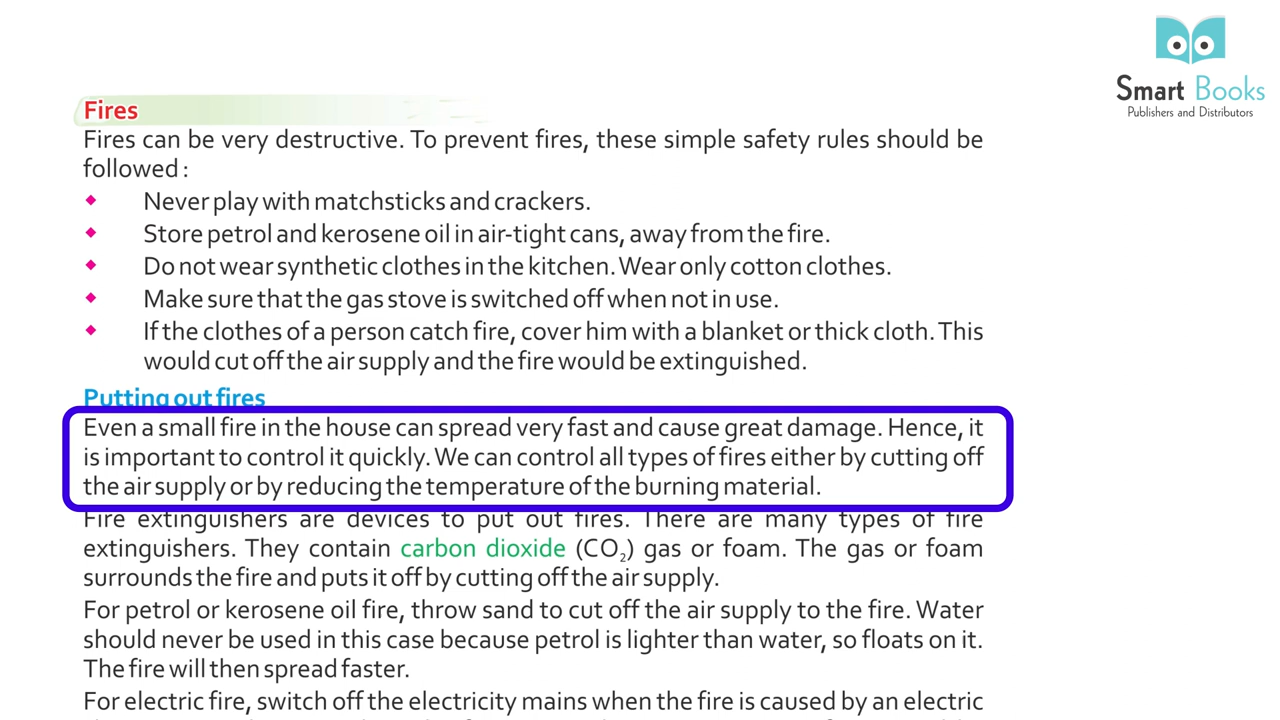 Smart Books
Publishers and Distributors
Fires
Fires can be very destructive. To prevent fires, these simple safety rules should be
followed :
Never play with matchsticks and crackers.
Store petrol and kerosene oil in air-tight cans, away from the fire.
Do not wear synthetic clothes in the kitchen. Wear only cotton clothes.
Make sure that the gas stove is switched off when not in use.
If the clothes of a person catch fire, cover him with a blanket or thick cloth. This
would cut off the air supply and the fire would be extinguished.
Putting out fires
Even a small fire in the house can spread very fast and cause great damage. Hence, it
is important to control it quickly. We can control all types of fires either by cutting off
the air supply or by reducing the temperature of the burning material.
Fire extinguishers are devices to put out fires. There are many types of fire
extinguishers. They contain carbon dioxide (CO₂) gas or foam. The gas or foam
surrounds the fire and puts it off by cutting off the air supply.
For petrol or kerosene oil fire, throw sand to cut off the air supply to the fire. Water
should never be used in this case because petrol is lighter than water, so floats on it.
The fire will then spread faster.
For electric fire, switch off the electricity mains when the fire is caused by an electric